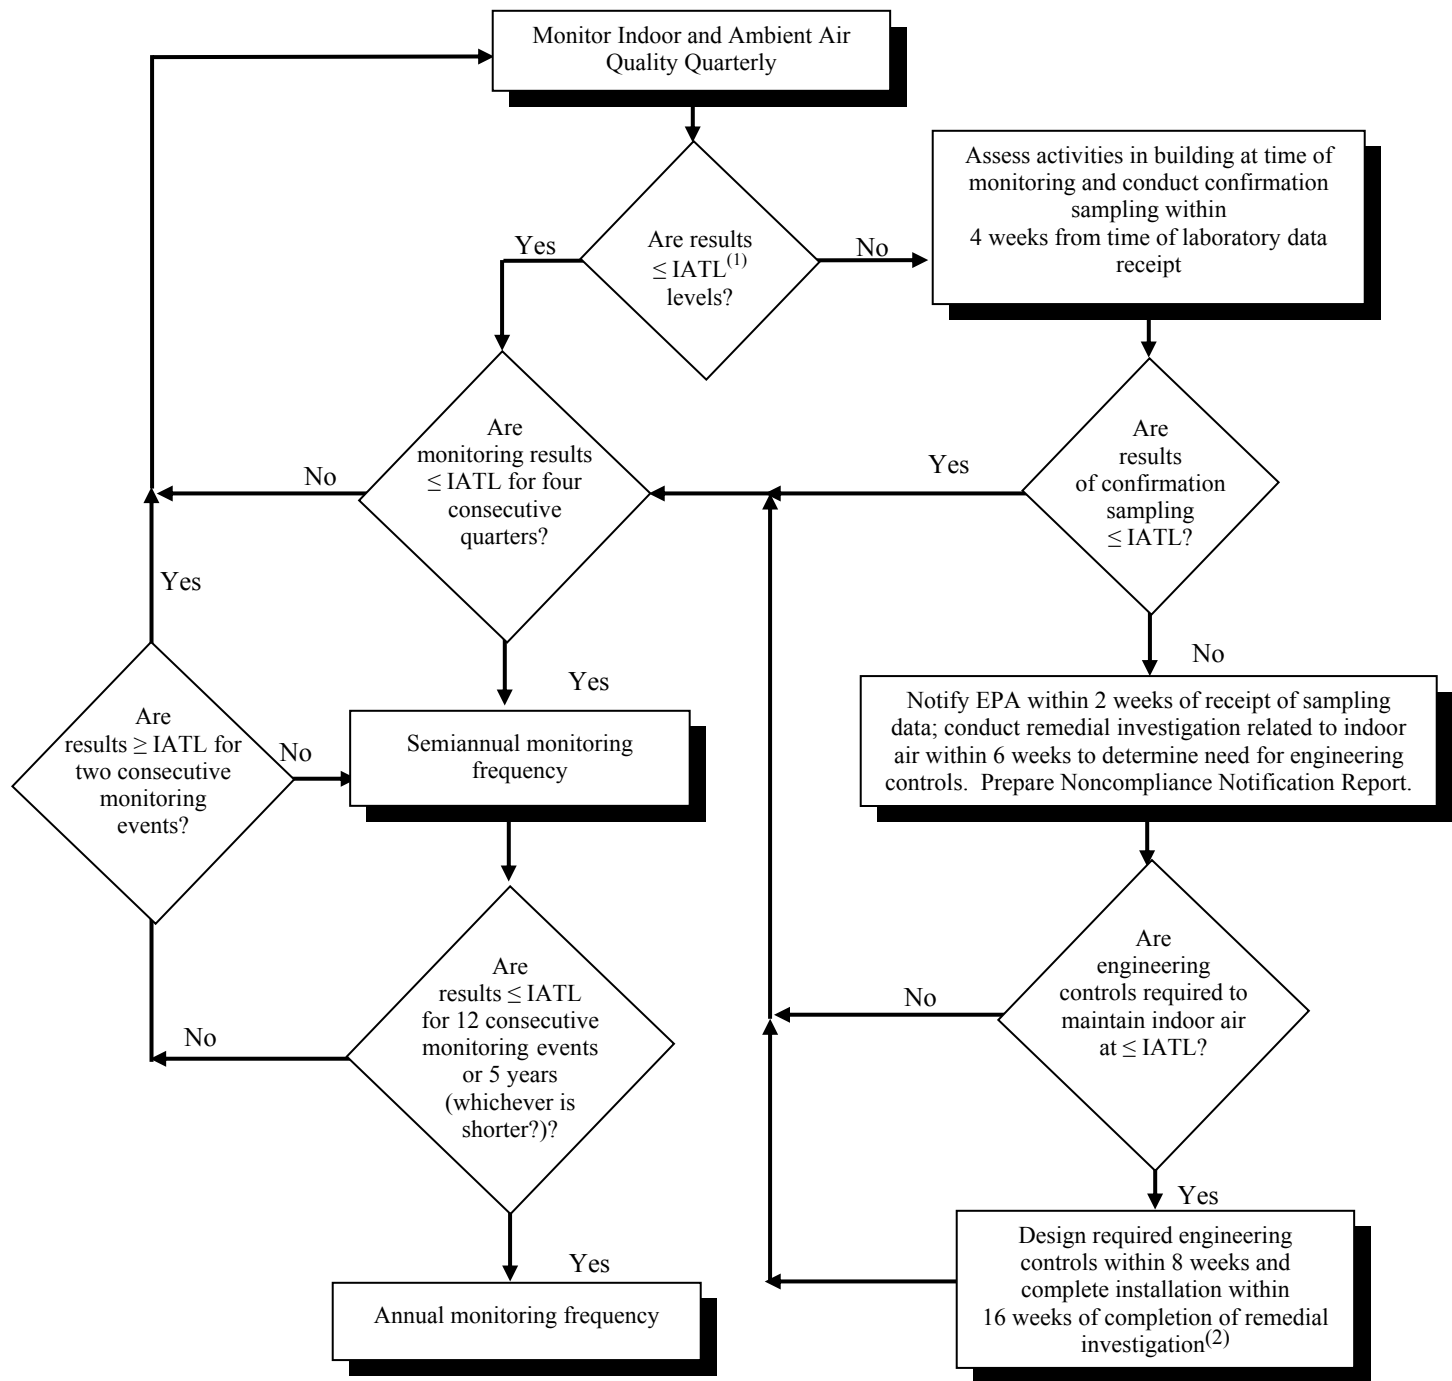 Monitor Indoor and Ambient Air
Quality Quarterly
Assess activities in building at time of
monitoring and conduct confirmation
sampling within
4 weeks from time of laboratory data
receipt
Yes
Are results
≤ IATL(1)
levels?
No
Are
monitoring results
≤ IATL for four
consecutive
quarters?
No
Yes
Are
results
of confirmation
sampling
≤ IATL?
Yes
No
Yes
Notify EPA within 2 weeks of receipt of sampling
data; conduct remedial investigation related to indoor
air within 6 weeks to determine need for engineering
controls.  Prepare Noncompliance Notification Report.
Are
results ≥ IATL for
two consecutive
monitoring
events?
No
Semiannual monitoring
frequency
Are
results ≤ IATL
for 12 consecutive
monitoring events
or 5 years
(whichever is
shorter?)?
No
Are
engineering
controls required to
maintain indoor air
at ≤ IATL?
No
Yes
Yes
Design required engineering
controls within 8 weeks and
complete installation within
16 weeks of completion of remedial
investigation(2)
Annual monitoring frequency